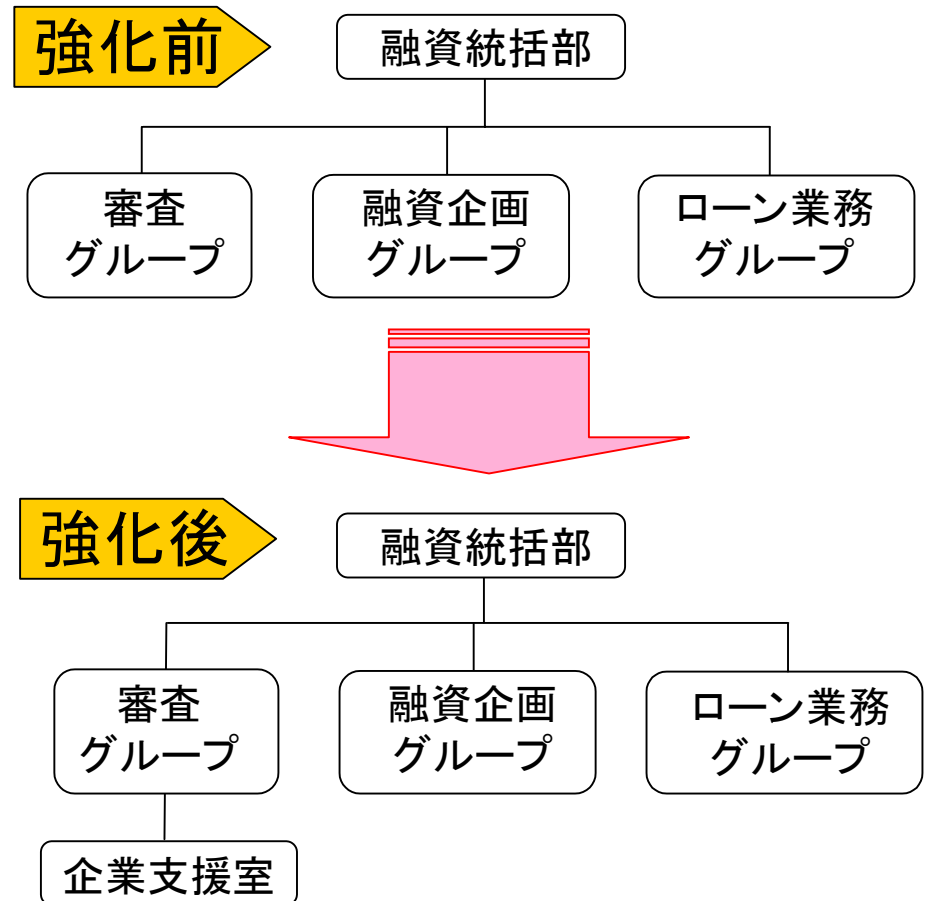 強化前
融資統括部
審査
グループ
融資企画
グループ
ローン業務
グループ
強化後
融資統括部
審査
グループ
融資企画
グループ
ローン業務
グループ
企業支援室